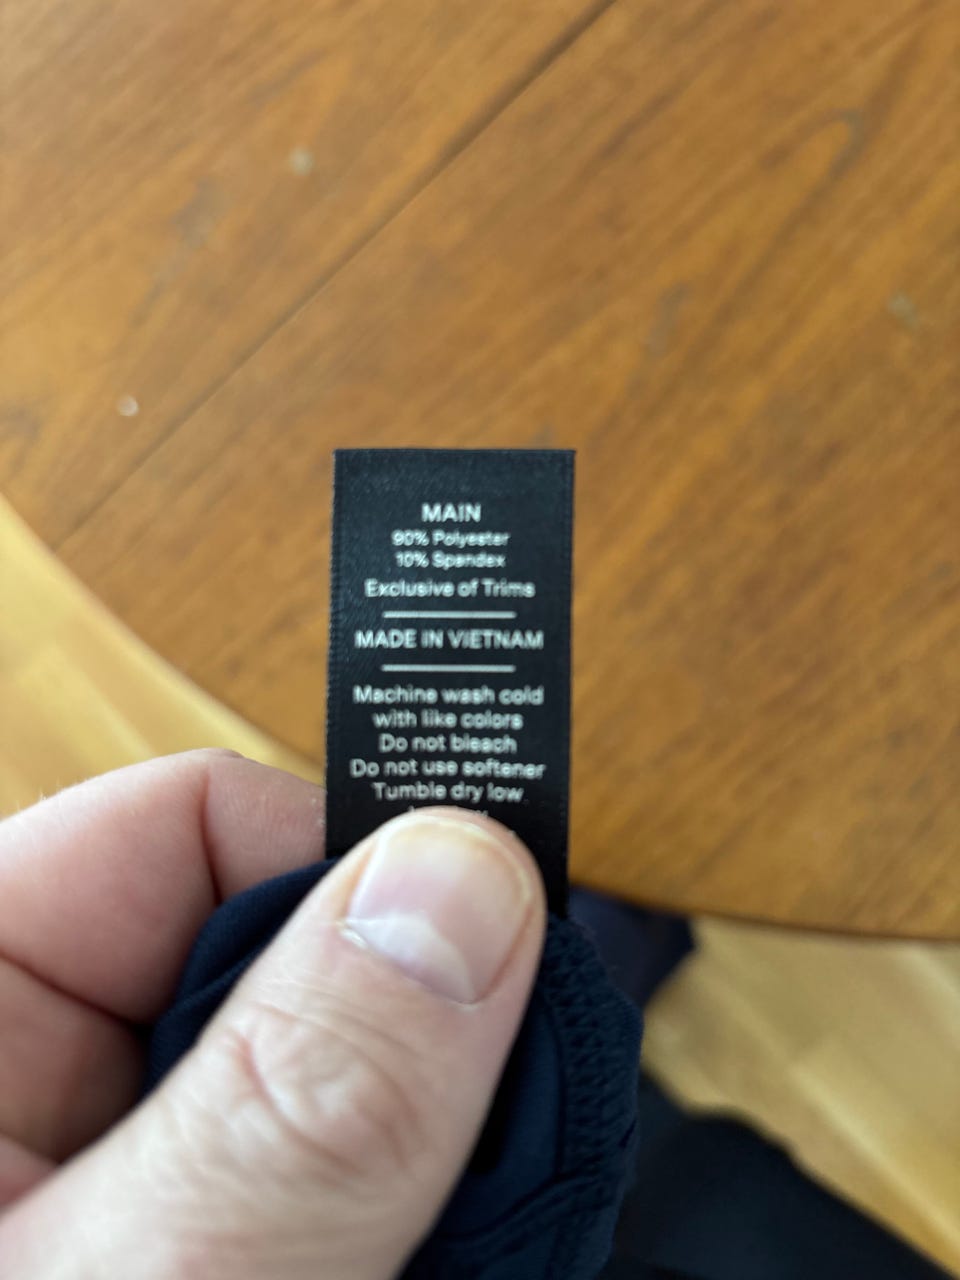 MAIN
90% Polyester
10% Spandex
Exclusive of Trims
MADE IN VIETNAM
Machine wash cold
with like colors
Do not bleach
Do not use softener
Tumble dry low